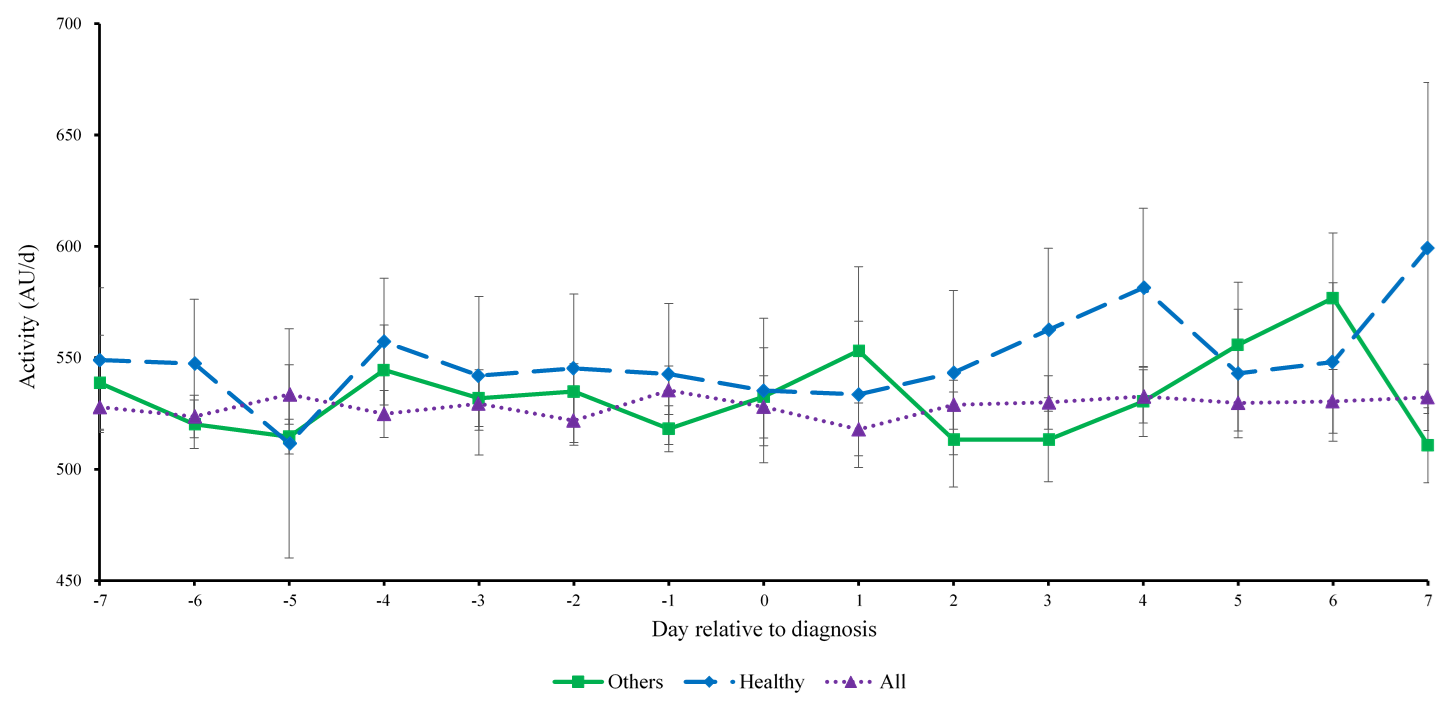 700
650
600
550
500
450
Activity (AU/d)
-7 -6 -5 -4 -3 -2 -1 0 1 2 3 4 5 6 7
Day relative to diagnosis
Others Healthy All